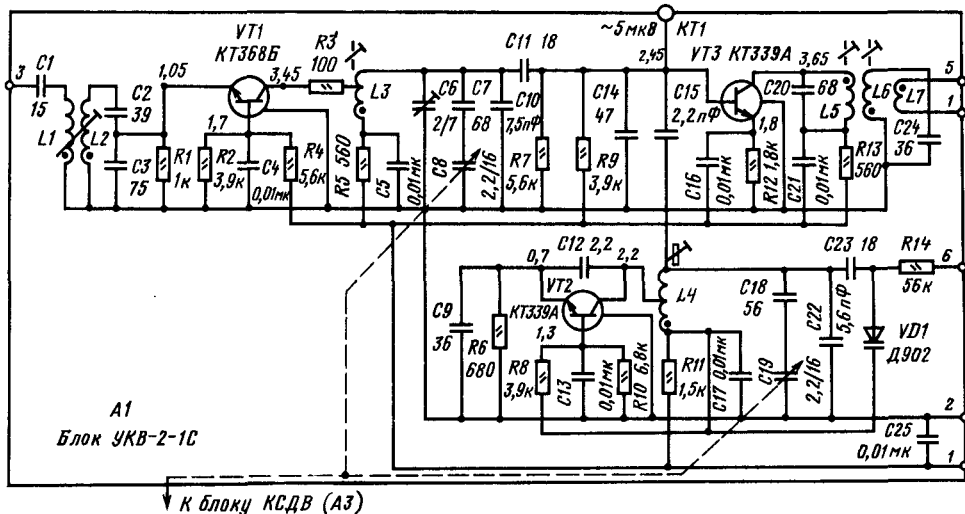 ~5мкВ
КТ1
VT1
КТ368Б
R3
100
C11 18
2,45
VT3 КТ339А
3
C1
15
1,05
3,45
L3
C6
2/7
C7
68
C10
7,5пФ
C14
47
C15
2,2пФ
C20
68
3,65
L5
L6
L7
5
1
L1
L2
C2
39
C3
75
1,7
R1
1к
R2
3,9к
C4
0,01мк
R4
5,6к
R5 560
C5
0,01мк
C8
2,2/16
R7
5,6к
R9
3,9к
C16
0,01мк
1,8
R12 1,8к
C21
0,01мк
R13
560
C24
36
0,7
C12 2,2
2,2
VT2
КТ339А
1,3
L4
C23 18
R14
56к
6
C9
36
R6
680
R8
3,9к
C13
0,01мк
R10 6,8к
R11
1,5к
C17 0,01мк
C18
56
C19
2,2/16
C22
5,6пФ
VD1
Д902
2
А1
Блок УКВ-2-1С
C25
0,01мк
1
К блоку КСДВ (А3)